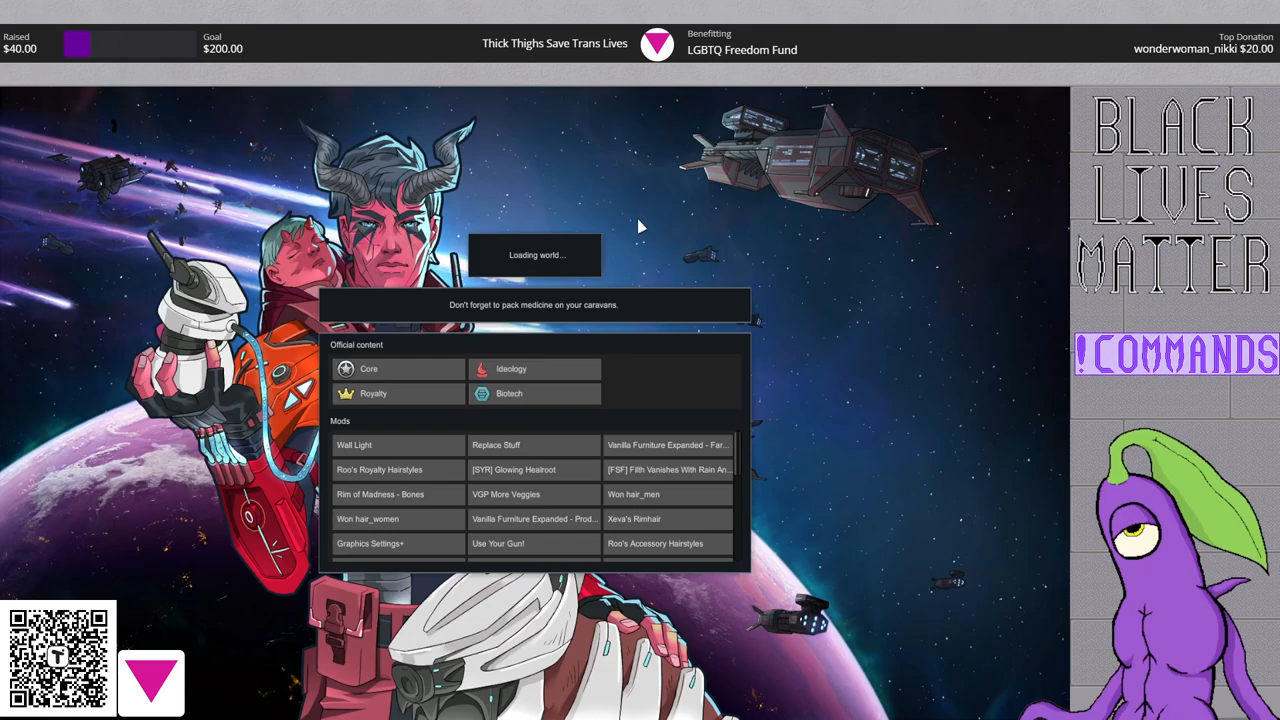 Raised
$40.00
Goal
$200.00
Thick Thighs Save Trans Lives
Benefitting
LGBTQ Freedom Fund
Top Donation
wonderwoman_nikki $20.00
BLACK
LIVES
MATTER
!COMMANDS
Loading world...
Don't forget to pack medicine on your caravans.
Official content
Core
Ideology
Royalty
Biotech
Mods
Wall Light
Replace Stuff
Vanilla Furniture Expanded - Far...
Roo's Royalty Hairstyles
[SYR] Glowing Healroot
[FSF] Filth Vanishes With Rain An...
Rim of Madness - Bones
VGP More Veggies
Won hair_men
Won hair_women
Vanilla Furniture Expanded - Prod...
Xeva's Rimhair
Graphics Settings+
Use Your Gun!
Roo's Accessory Hairstyles
T